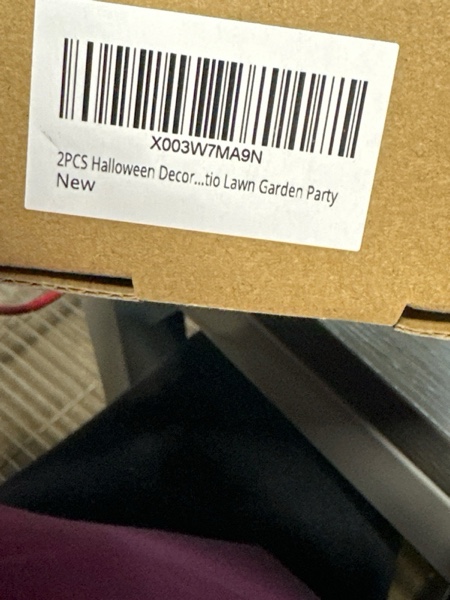 X003W7MA9N
2PCS Halloween Decor...tio Lawn Garden Party
New